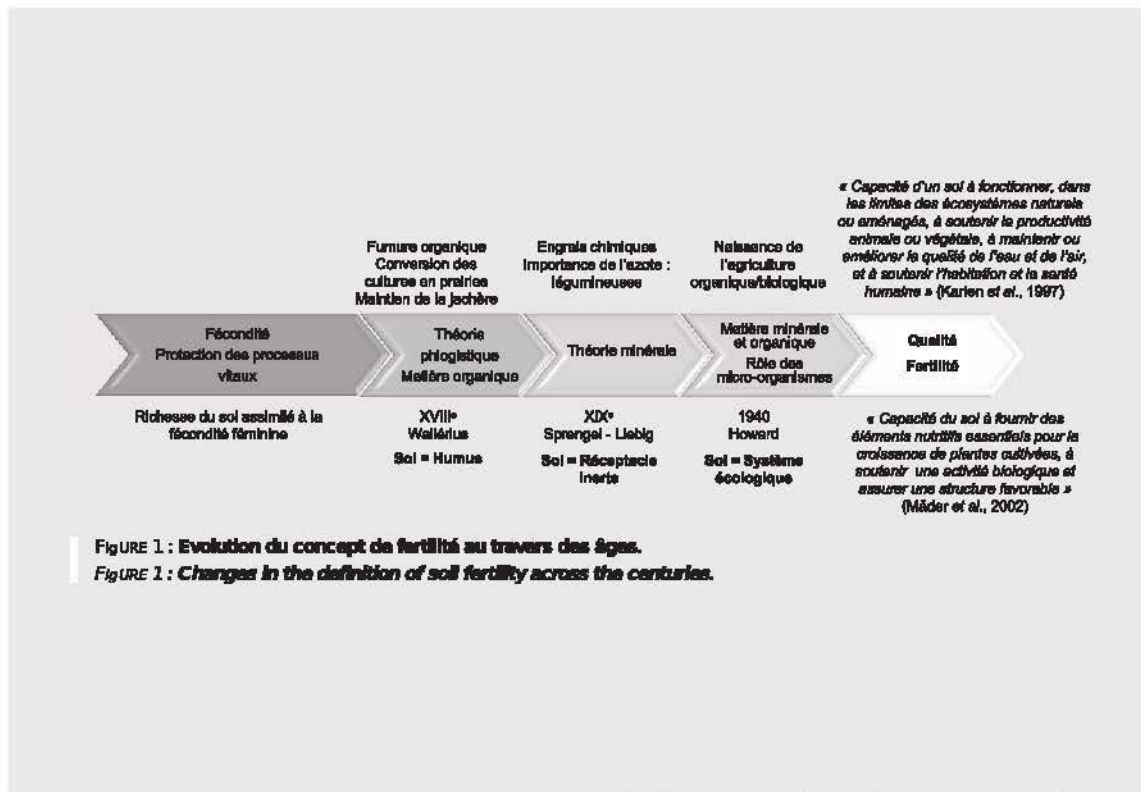 « Capacité d'un sol à fonctionner, dans
les limites des écosystèmes naturels
ou aménagés, à soutenir la productivité
animale ou végétale, à maintenir ou
améliorer la qualité de l'eau et de l'air,
et à soutenir l'habitation et la santé
humaine » (Karlen et al., 1997)
Fumure organique
Conversion des
cultures en prairies
Maintien de la jachère
Engrais chimiques
Importance de l'azote :
légumineuses
Naissance de
l'agriculture
organique/biologique
Fécondité
Protection des processus
vitaux
Théorie
phlogistique
Matière organique
Théorie minérale
Matière minérale
et organique
Rôle des
micro-organismes
Qualité
Fertilité
Richesse du sol assimilé à la
fécondité féminine
XVIIIe
Wallérius
Sol = Humus
XIXe
Sprengel - Liebig
Sol = Réceptacle
inerte
1940
Howard
Sol = Système
écologique
« Capacité du sol à fournir des
éléments nutritifs essentiels pour la
croissance de plantes cultivées, à
soutenir une activité biologique et
assurer une structure favorable »
(Mäder et al., 2002)
FIGURE 1 : Evolution du concept de fertilité au travers des âges.
FIGURE 1 : Changes in the definition of soil fertility across the centuries.